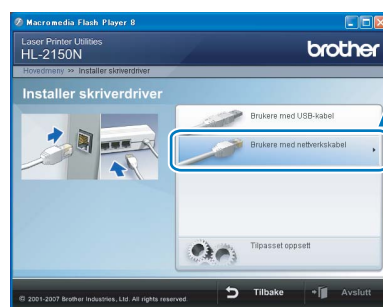 Macromedia Flash Player 8
Laser Printer Utilities
HL-2150N
brother
Hovedmeny >> Installer skriverdriver
Installer skriverdriver
Brukere med USB-kabel
Brukere med nettverkskabel
Tilpasset oppsett
© 2001-2007 Brother Industries, Ltd. All rights reserved
Tilbake
Avslutt